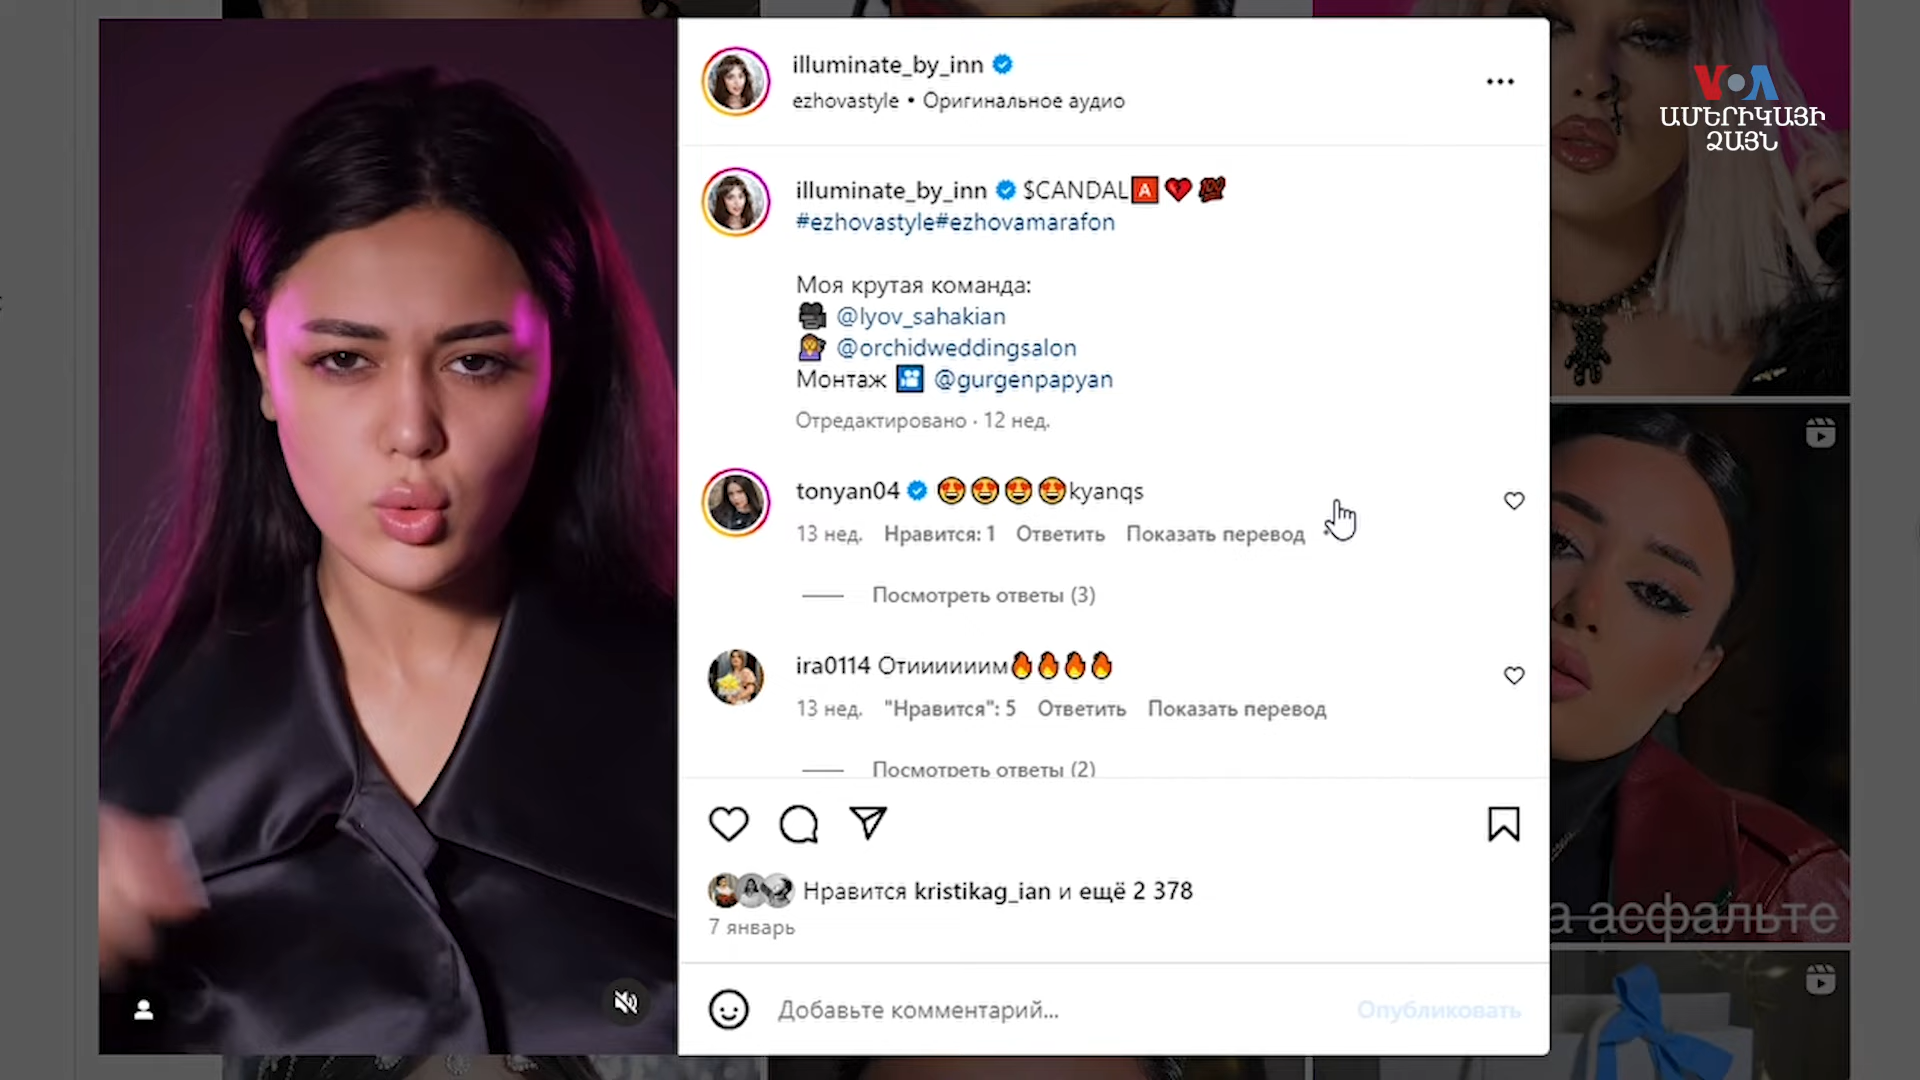 illuminate_by_inn
ezhovastyle • Оригинальное аудио
VOA
ԱՄԵՐԻԿԱՅԻ
ՁԱՅՆ
illuminate_by_inn $CANDAL🅰️💔💯
#ezhovastyle#ezhovamarafon
Моя крутая команда:
🎥 @lyov_sahakian
@orchidweddingsalon
Монтаж 🎦 @gurgenpapyan
Отредактировано · 12 нед.
tonyan04 😍😍😍😍kyanqs
13 нед. Нравится: 1 Ответить Показать перевод
Посмотреть ответы (3)
ira0114 Отиииииим🔥🔥🔥🔥
13 нед. "Нравится": 5 Ответить Показать перевод
Посмотреть ответы (2)
Нравится kristikag_ian и ещё 2 378
7 январь
Добавьте комментарий...
Опубликовать
а асфальте